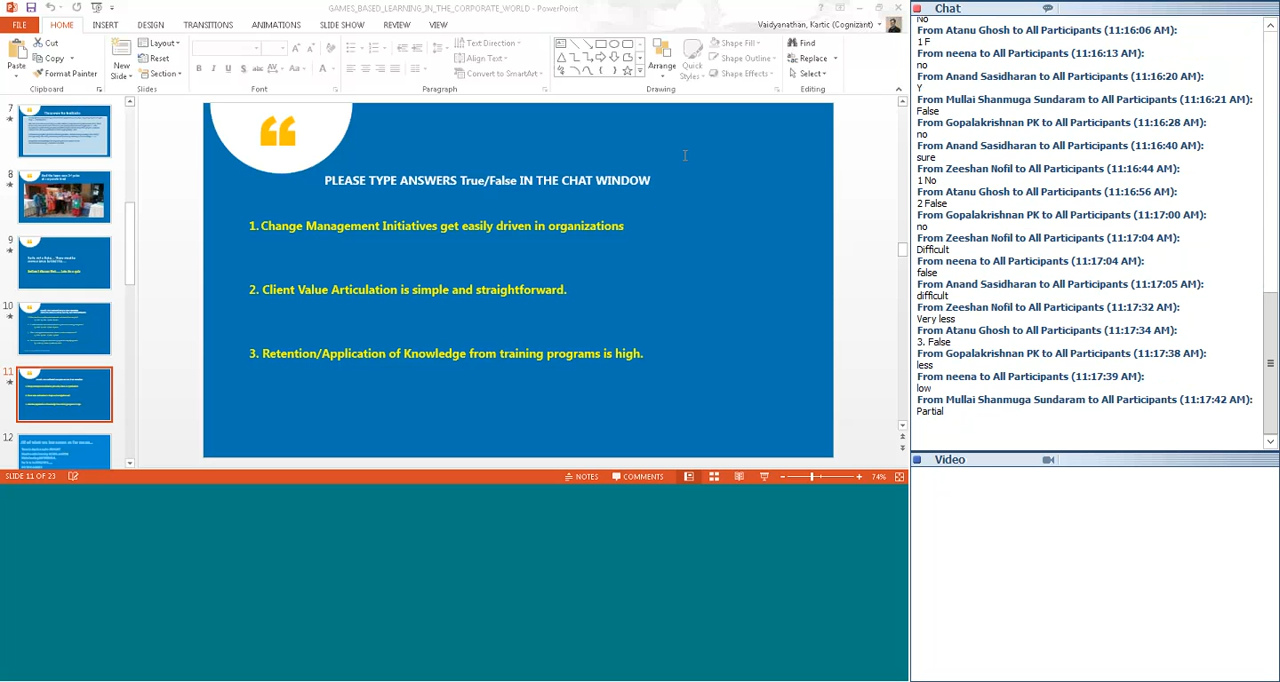 GAMES_BASED_LEARNING_IN_THE_CORPORATE_WORLD - PowerPoint
FILE HOME INSERT DESIGN TRANSITIONS ANIMATIONS SLIDE SHOW REVIEW VIEW
Vaidyanathan, Kartic (Cognizant)
Paste
Cut
Copy
Format Painter
Clipboard
New
Slide
Layout
Reset
Section
Slides
Font
Text Direction
Align Text
Convert to SmartArt
Paragraph
Arrange
Quick
Styles
Shape Fill
Shape Outline
Shape Effects
Drawing
Find
Replace
Select
Editing
7
8
9
10
11
12
“
PLEASE TYPE ANSWERS True/False IN THE CHAT WINDOW
1. Change Management Initiatives get easily driven in organizations
2. Client Value Articulation is simple and straightforward.
3. Retention/Application of Knowledge from training programs is high.
SLIDE 11 OF 23
NOTES
COMMENTS
74%
Chat
No
From Atanu Ghosh to All Participants (11:16:06 AM):
1 F
From neena to All Participants (11:16:13 AM):
no
From Anand Sasidharan to All Participants (11:16:20 AM):
Y
From Mullai Shanmuga Sundaram to All Participants (11:16:21 AM):
False
From Gopalakrishnan PK to All Participants (11:16:28 AM):
no
From Anand Sasidharan to All Participants (11:16:40 AM):
sure
From Zeeshan Nofil to All Participants (11:16:44 AM):
1 No
From Atanu Ghosh to All Participants (11:16:56 AM):
2 False
From Gopalakrishnan PK to All Participants (11:17:00 AM):
no
From Zeeshan Nofil to All Participants (11:17:04 AM):
Difficult
From neena to All Participants (11:17:04 AM):
false
From Anand Sasidharan to All Participants (11:17:05 AM):
difficult
From Zeeshan Nofil to All Participants (11:17:32 AM):
Very less
From Atanu Ghosh to All Participants (11:17:34 AM):
3. False
From Gopalakrishnan PK to All Participants (11:17:38 AM):
less
From neena to All Participants (11:17:39 AM):
low
From Mullai Shanmuga Sundaram to All Participants (11:17:42 AM):
Partial
Video